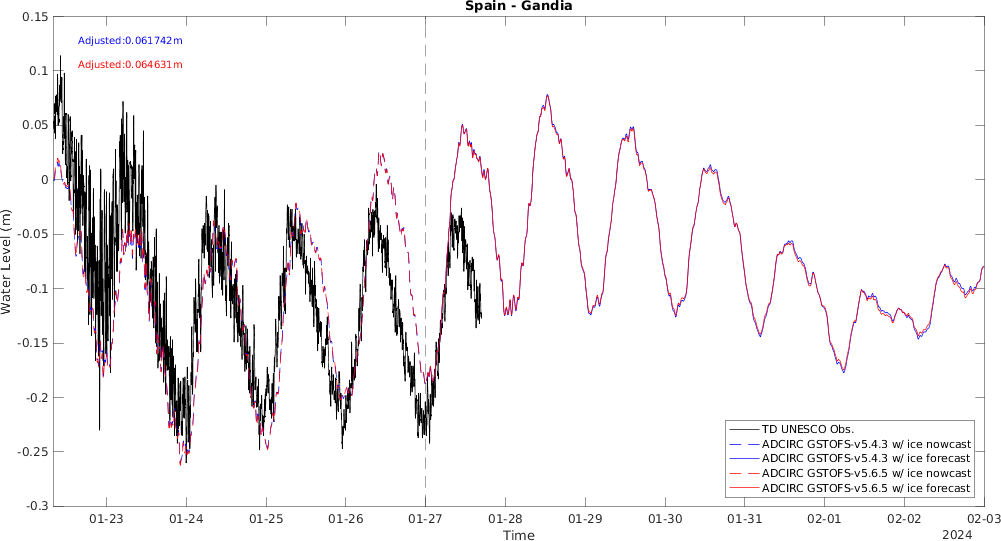 Spain - Gandia
Adjusted:0.061742m
Adjusted:0.064631m
0.15
0.1
0.05
0
-0.05
-0.1
-0.15
-0.2
-0.25
-0.3
Water Level (m)
TD UNESCO Obs.
ADCIRC GSTOFS-v5.4.3 w/ ice nowcast
ADCIRC GSTOFS-v5.4.3 w/ ice forecast
ADCIRC GSTOFS-v5.6.5 w/ ice nowcast
ADCIRC GSTOFS-v5.6.5 w/ ice forecast
01-23 01-24 01-25 01-26 01-27 01-28 01-29 01-30 01-31 02-01 02-02 02-03
Time
2024